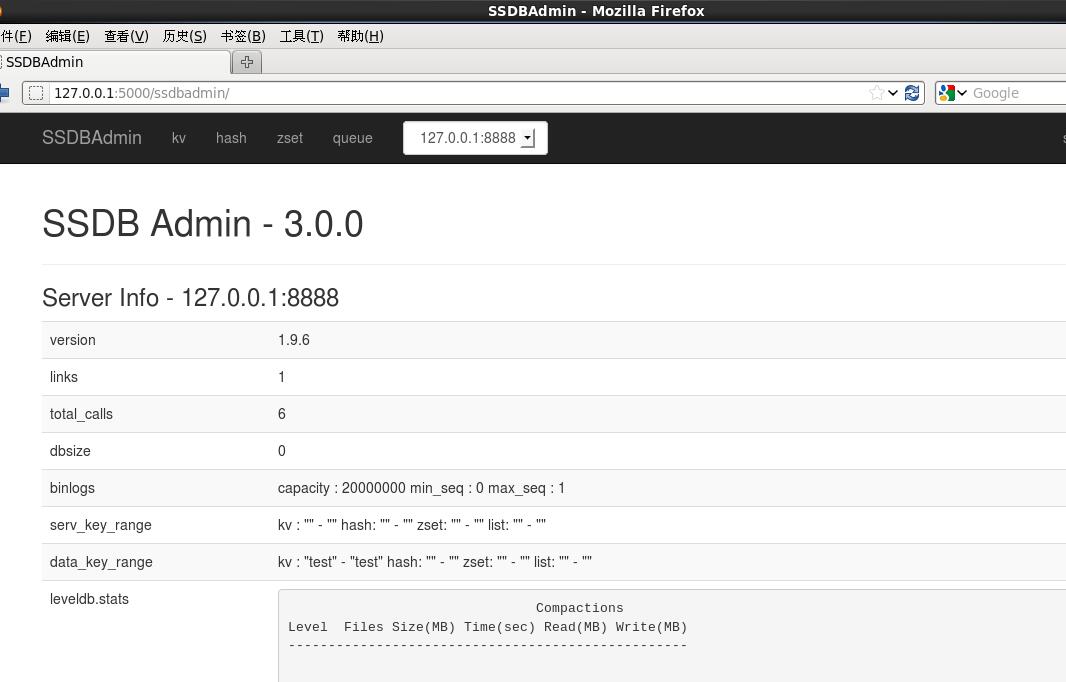 SSDBAdmin - Mozilla Firefox
件(F) 编辑(E) 查看(V) 历史(S) 书签(B) 工具(T) 帮助(H)
SSDBAdmin
127.0.0.1:5000/ssdbadmin/ Google
SSDBAdmin kv hash zset queue 127.0.0.1:8888
SSDB Admin - 3.0.0
Server Info - 127.0.0.1:8888
version 1.9.6
links 1
total_calls 6
dbsize 0
binlogs capacity : 20000000 min_seq : 0 max_seq : 1
serv_key_range kv : "" - "" hash: "" - "" zset: "" - "" list: "" - ""
data_key_range kv : "test" - "test" hash: "" - "" zset: "" - "" list: "" - ""
leveldb.stats
Compactions
Level Files Size(MB) Time(sec) Read(MB) Write(MB)
--------------------------------------------------